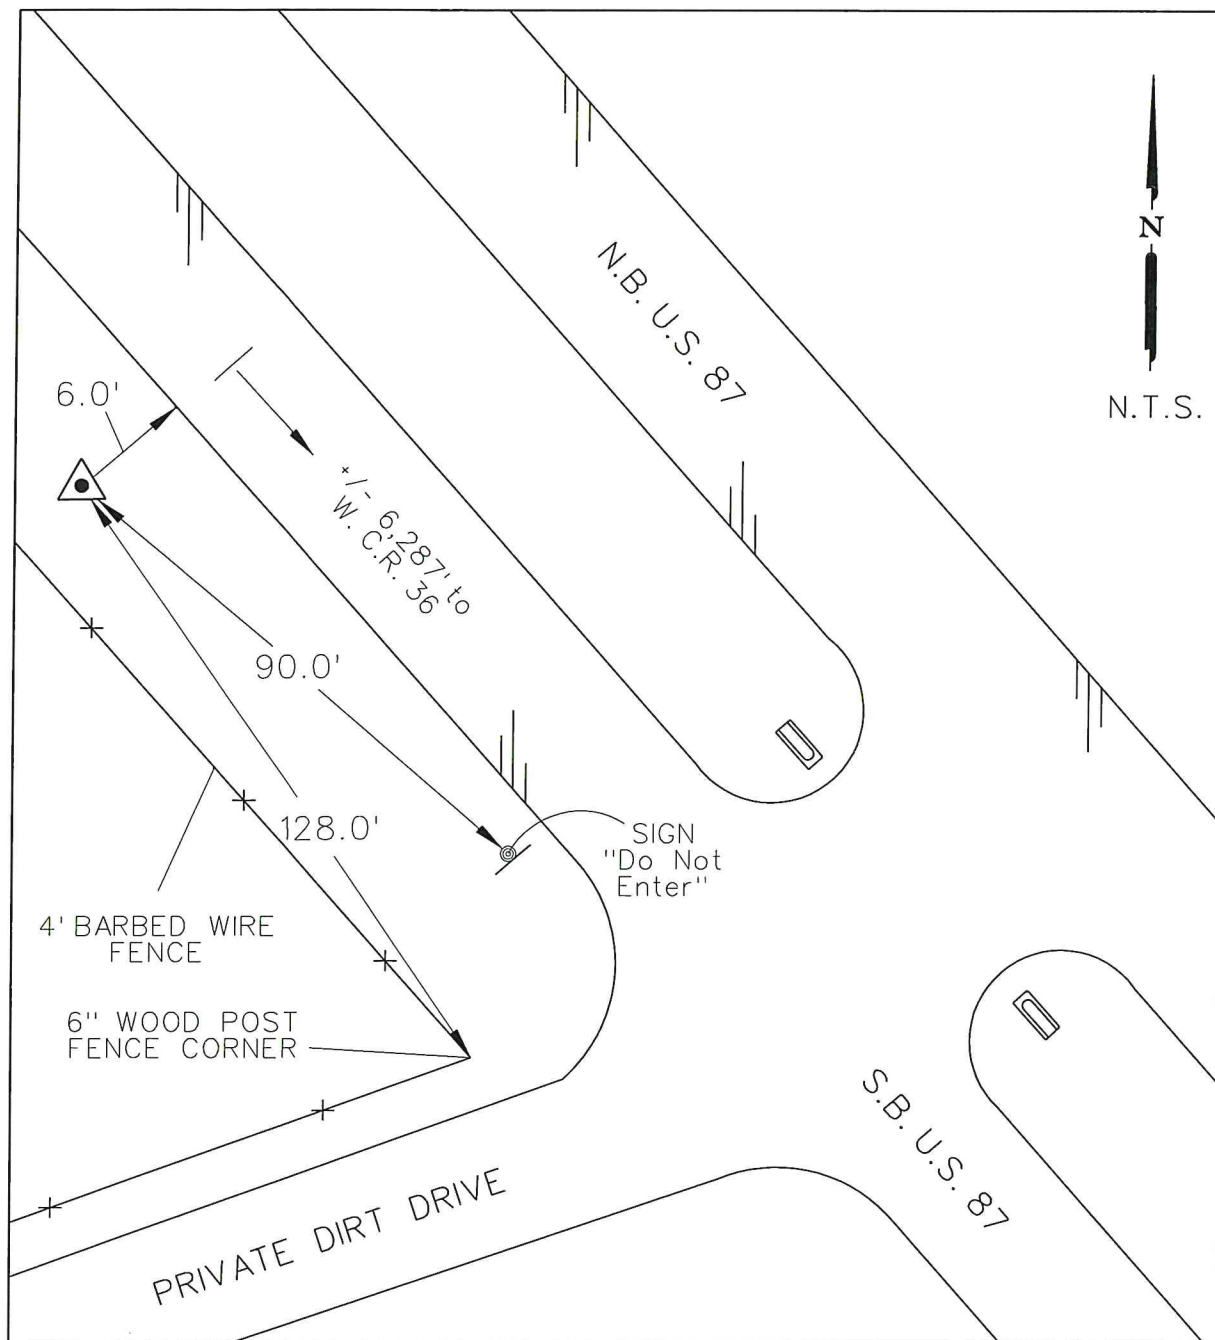 N
N.T.S.
N.B. U.S. 87
6.0'
+/- 6,287' to
W. C.R. 36
90.0'
128.0'
SIGN
"Do Not
Enter"
4' BARBED WIRE
FENCE
6" WOOD POST
FENCE CORNER
S.B. U.S. 87
PRIVATE DIRT DRIVE